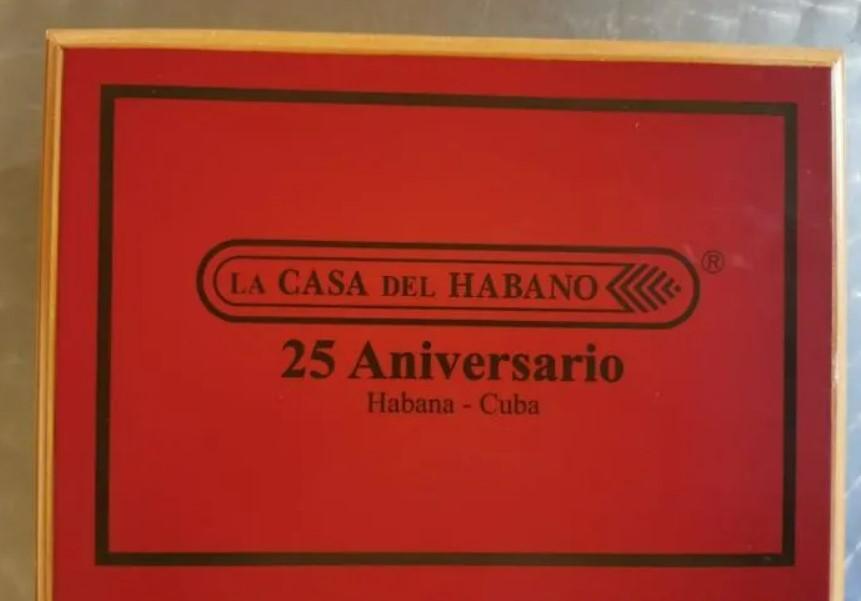 LA CASA DEL HABANO ®
25 Aniversario
Habana - Cuba